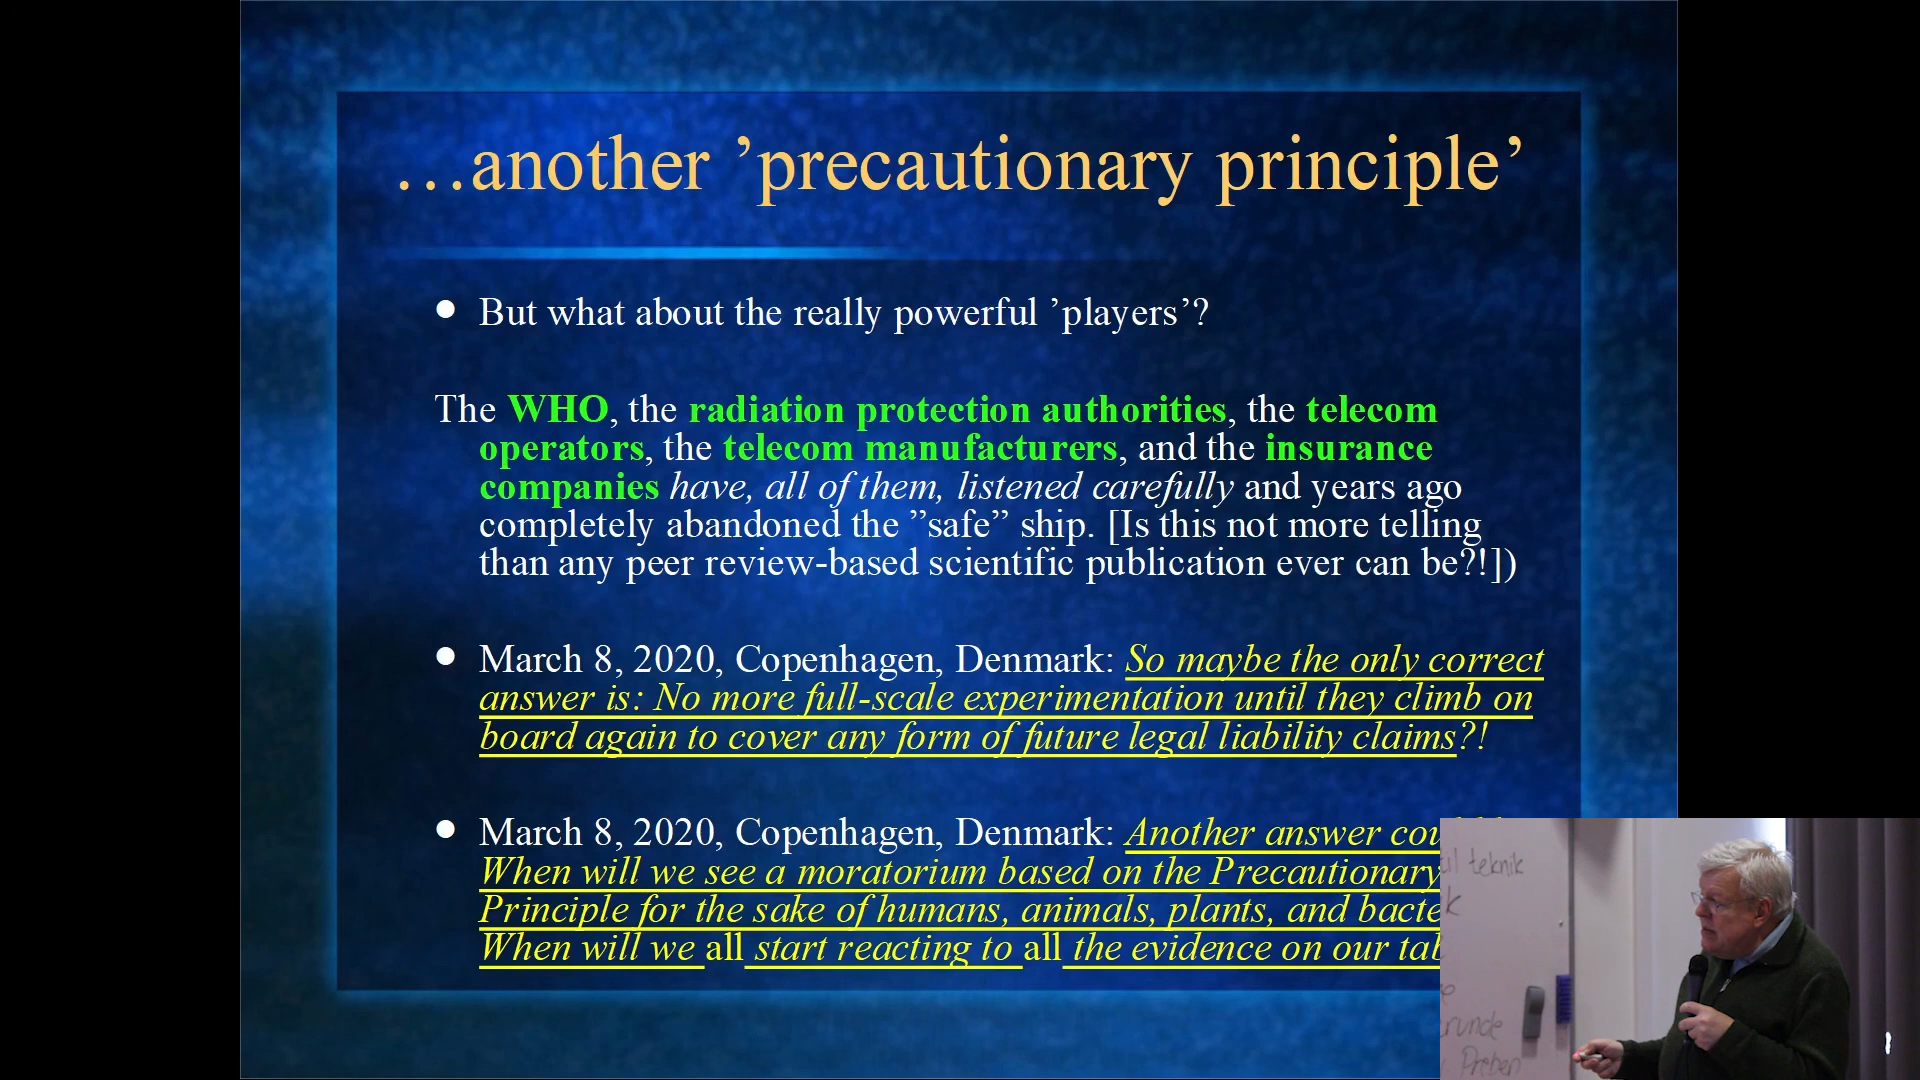 …another ’precautionary principle’
• But what about the really powerful ’players’?
The WHO, the radiation protection authorities, the telecom
operators, the telecom manufacturers, and the insurance
companies have, all of them, listened carefully and years ago
completely abandoned the ”safe” ship. [Is this not more telling
than any peer review-based scientific publication ever can be?!])
• March 8, 2020, Copenhagen, Denmark: So maybe the only correct
answer is: No more full-scale experimentation until they climb on
board again to cover any form of future legal liability claims?!
• March 8, 2020, Copenhagen, Denmark: Another answer
When will we see a moratorium based on the Precautionary
Principle for the sake of humans, animals, plants, and
When will we all start reacting to all the evidence on our
til teknik
k
runde
Preben